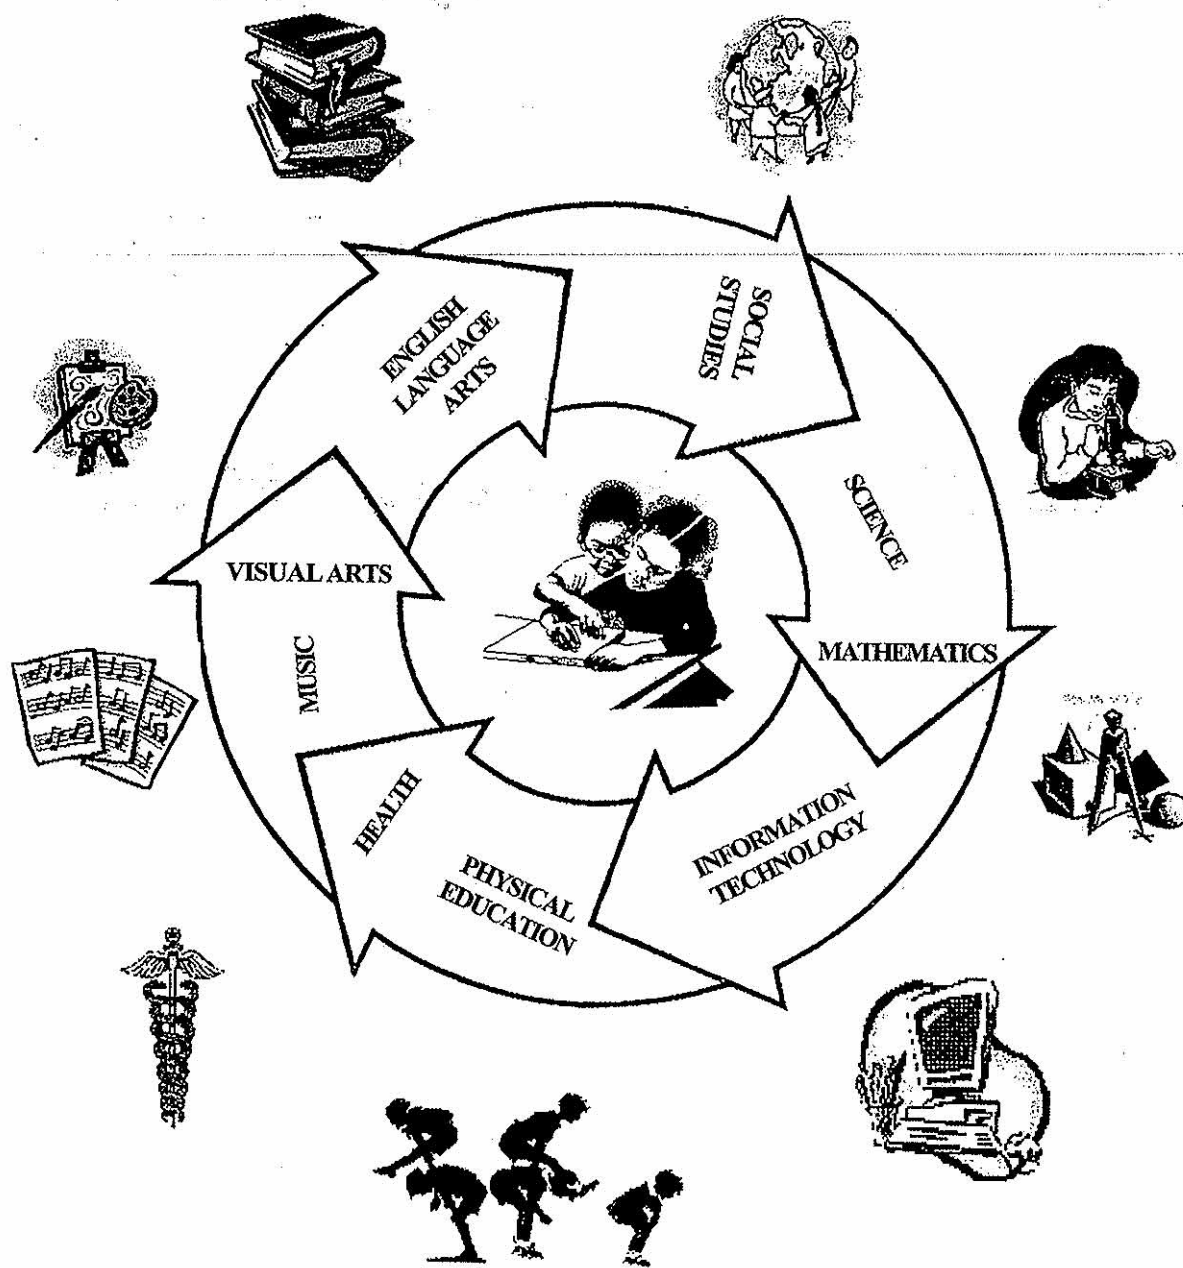 ENGLISH
LANGUAGE
ARTS
SOCIAL
STUDIES
SCIENCE
MATHEMATICS
INFORMATION
TECHNOLOGY
PHYSICAL
EDUCATION
HEALTH
MUSIC
VISUAL ARTS